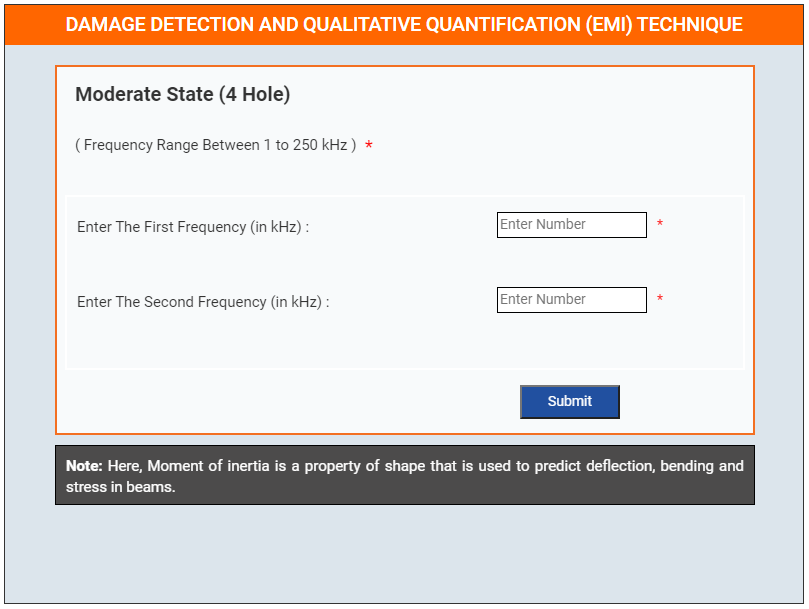 DAMAGE DETECTION AND QUALITATIVE QUANTIFICATION (EMI) TECHNIQUE
Moderate State (4 Hole)
( Frequency Range Between 1 to 250 kHz ) *
Enter The First Frequency (in kHz) : Enter Number *
Enter The Second Frequency (in kHz) : Enter Number *
Submit
Note: Here, Moment of inertia is a property of shape that is used to predict deflection, bending and
stress in beams.